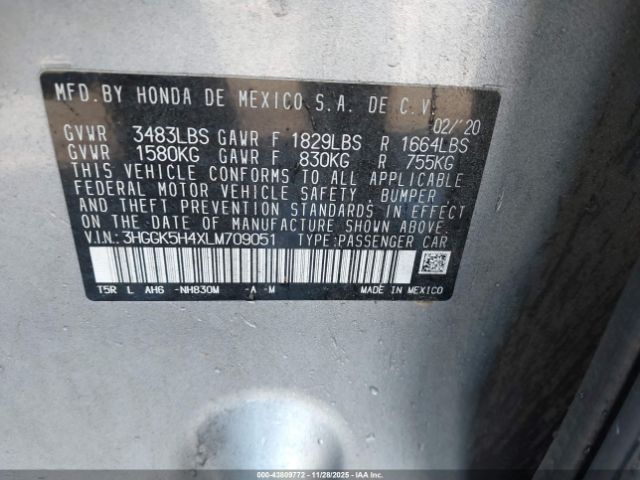 MFD.BY HONDA DE MEXICO S.A. DE C.V.
02/'20
GVWR 3483LBS GAWR F 1829LBS R 1664LBS
GVWR 1580KG GAWR F 830KG R 755KG
THIS VEHICLE CONFORMS TO ALL APPLICABLE
FEDERAL MOTOR VEHICLE SAFETY, BUMPER,
AND THEFT PREVENTION STANDARDS IN EFFECT
ON THE DATE OF MANUFACTURE SHOWN ABOVE.
V.I.N.: 3HGGK5H4XLM709051 TYPE:PASSENGER CAR
T5R L AH6 -NH830M -A -M MADE IN MEXICO
000-43809772 - 11/28/2025 - IAA Inc.